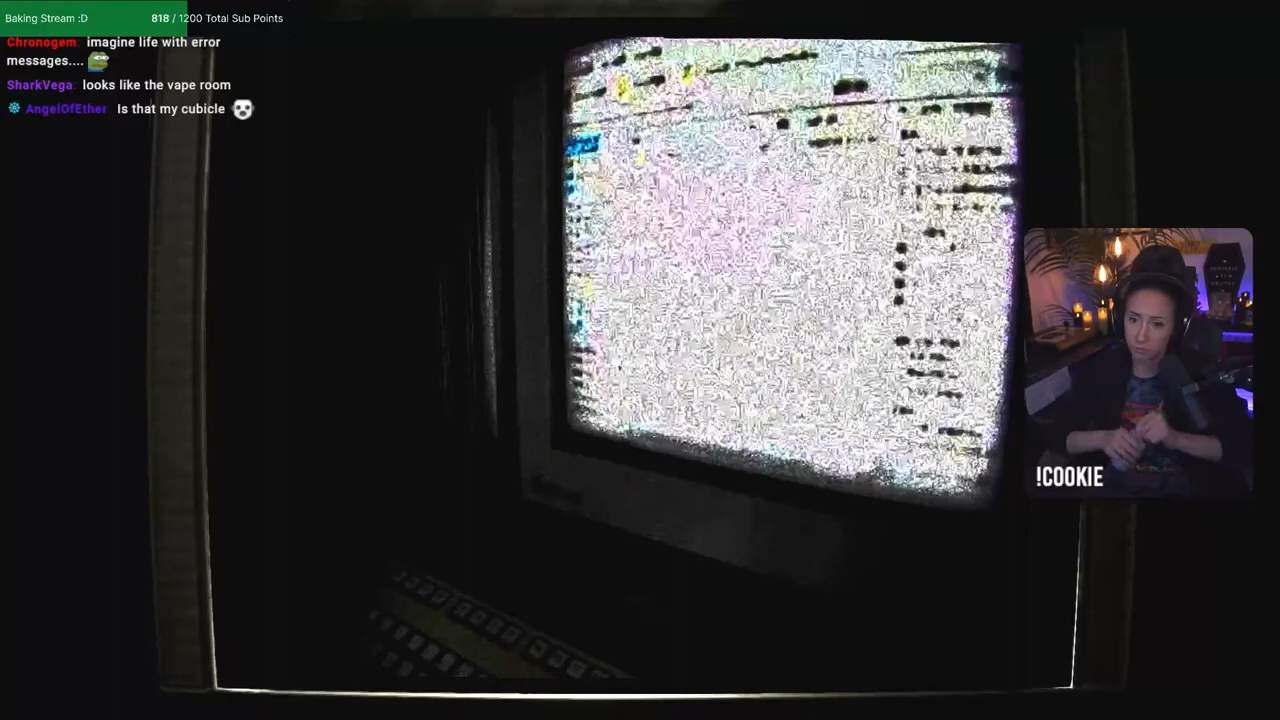 Baking Stream :D 818 / 1200 Total Sub Points
Chronogem: imagine life with error
messages....
SharkVega: looks like the vape room
AngelOfEther Is that my cubicle
!COOKIE